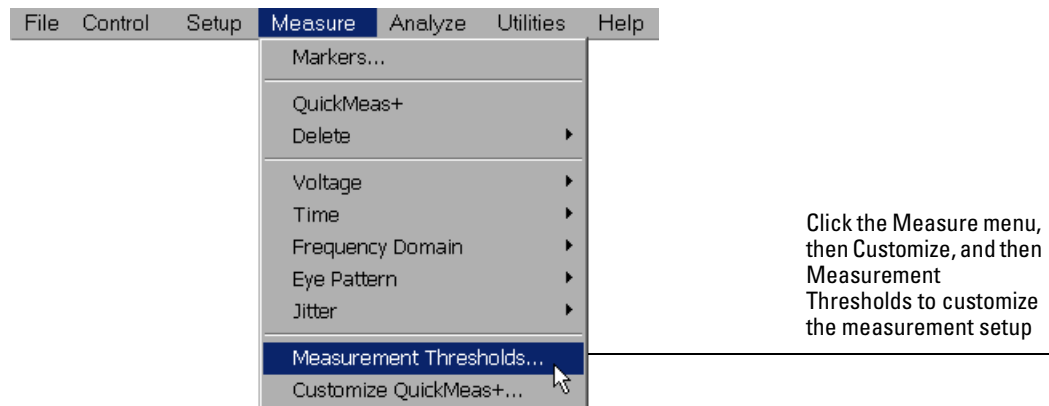 File Control Setup Measure Analyze Utilities Help
Markers...
QuickMeas+
Delete
Voltage
Time
Frequency Domain
Eye Pattern
Jitter
Measurement Thresholds...
Customize QuickMeas+...
Click the Measure menu,
then Customize, and then
Measurement
Thresholds to customize
the measurement setup